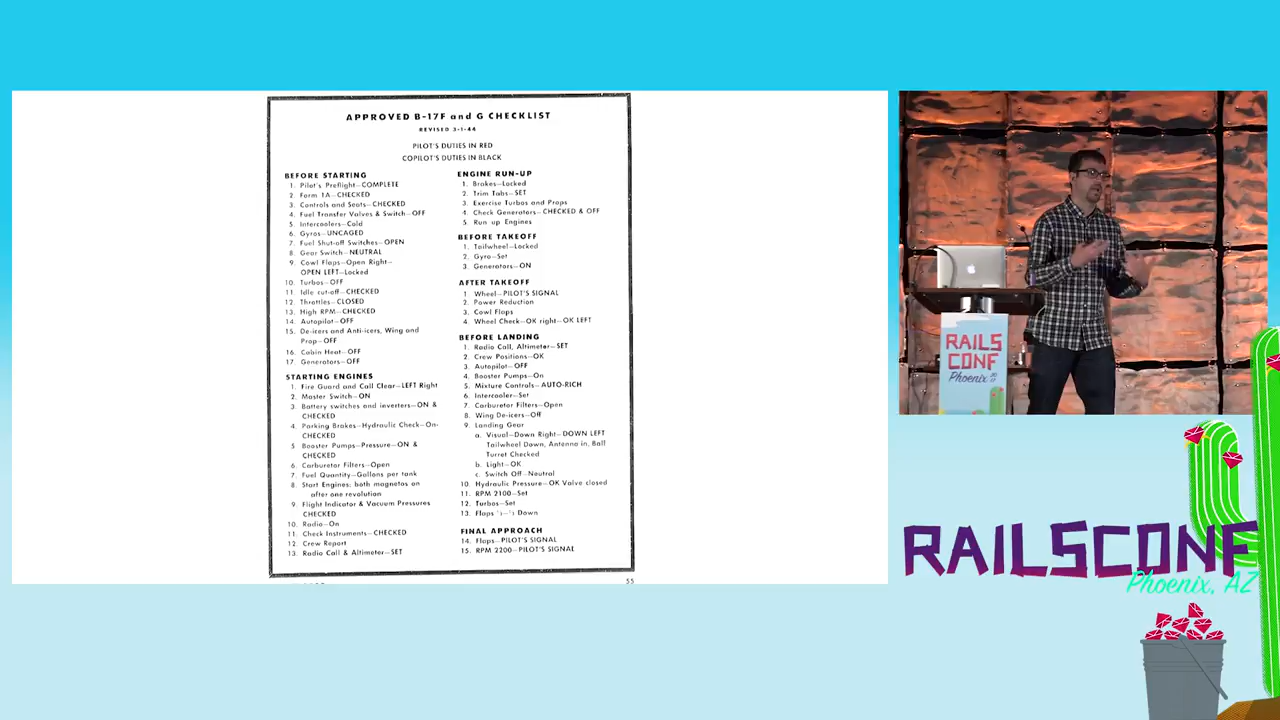 APPROVED B-17F and G CHECKLIST
REVISED 3-1-44
PILOT'S DUTIES IN RED
COPILOT'S DUTIES IN BLACK
BEFORE STARTING
1. Pilot's Preflight—COMPLETE
2. Form 1A—CHECKED
3. Controls and Seats—CHECKED
4. Fuel Transfer Valves & Switch—OFF
5. Intercoolers—Cold
6. Gyros—UNCAGED
7. Fuel Shut-off Switches—OPEN
8. Gear Switch—NEUTRAL
9. Cowl Flaps—Open Right—
OPEN LEFT—Locked
10. Turbos—OFF
11. Idle cut-off—CHECKED
12. Throttles—CLOSED
13. High RPM—CHECKED
14. Autopilot—OFF
15. De-icers and Anti-icers, Wing and
Prop—OFF
16. Cabin Heat—OFF
17. Generators—OFF
STARTING ENGINES
1. Fire Guard and Call Clear—LEFT Right
2. Master Switch—ON
3. Battery switches and inverters—ON &
CHECKED
4. Parking Brakes—Hydraulic Check—On-
CHECKED
5. Booster Pumps—Pressure—ON &
CHECKED
6. Carburetor Filters—Open
7. Fuel Quantity—Gallons per tank
8. Start Engines: both magnetos on
after one revolution
9. Flight Indicator & Vacuum Pressures
CHECKED
10. Radio—On
11. Check Instruments—CHECKED
12. Crew Report
13. Radio Call & Altimeter—SET
ENGINE RUN-UP
1. Brakes—Locked
2. Trim Tabs—SET
3. Exercise Turbos and Props
4. Check Generators—CHECKED & OFF
5. Run up Engines
BEFORE TAKEOFF
1. Tailwheel—Locked
2. Gyro—Set
3. Generators—ON
AFTER TAKEOFF
1. Wheel—PILOT'S SIGNAL
2. Power Reduction
3. Cowl Flaps
4. Wheel Check—OK right—OK LEFT
BEFORE LANDING
1. Radio Call, Altimeter—SET
2. Crew Positions—OK
3. Autopilot—OFF
4. Booster Pumps—On
5. Mixture Controls—AUTO-RICH
6. Intercooler—Set
7. Carburetor Filters—Open
8. Wing De-icers—Off
9. Landing Gear
a. Visual—Down Right—DOWN LEFT
Tailwheel Down, Antenna in, Ball
Turret Checked
b. Light—OK
c. Switch Off—Neutral
10. Hydraulic Pressure—OK Valve closed
11. RPM 2100—Set
12. Turbos—Set
13. Flaps ⅓—⅓ Down
FINAL APPROACH
14. Flaps—PILOT'S SIGNAL
15. RPM 2200—PILOT'S SIGNAL
55
RAILS
CONF
Phoenix
RAILSCONF
Phoenix, AZ